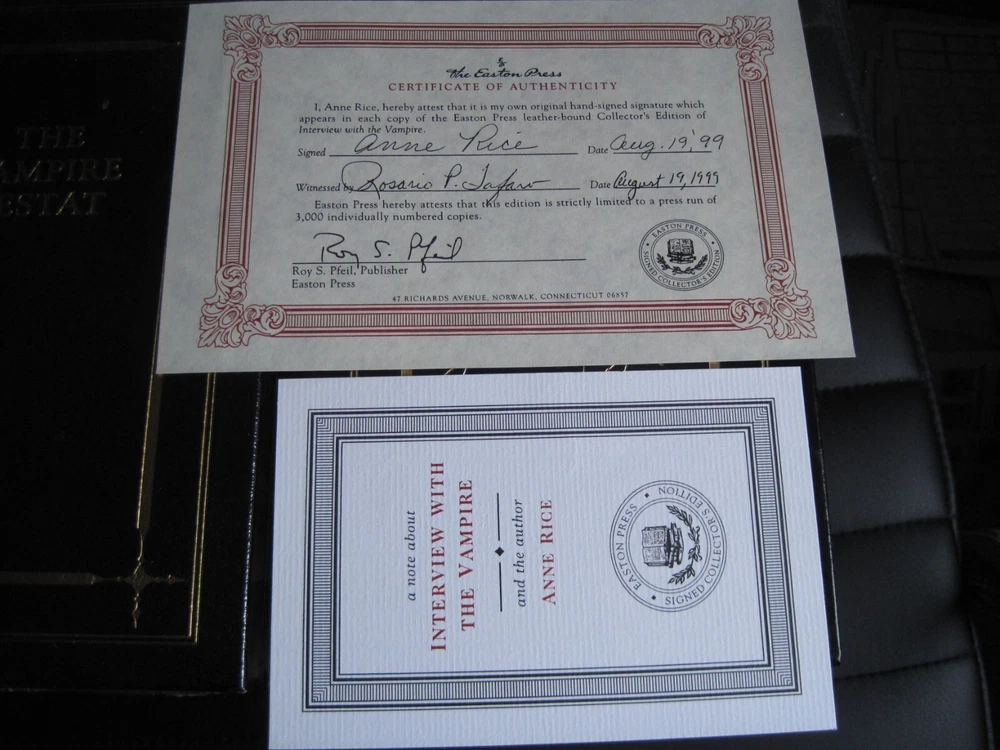 THE
VAMPIRE
LESTAT
The Easton Press
CERTIFICATE OF AUTHENTICITY
I, Anne Rice, hereby attest that it is my own original hand-signed signature which
appears in each copy of the Easton Press leather-bound Collector's Edition of
Interview with the Vampire.
Signed Anne Rice Date Aug. 19, '99
Witnessed by Rosario P. Date August 19, 1999
Easton Press hereby attests that this edition is strictly limited to a press run of
3,000 individually numbered copies.
Roy S. Pfeil
Roy S. Pfeil, Publisher
Easton Press
47 RICHARDS AVENUE, NORWALK, CONNECTICUT 06857
EASTON PRESS
SIGNED COLLECTOR'S EDITION
a note about
INTERVIEW WITH
THE VAMPIRE
and the author
ANNE RICE
EASTON PRESS
SIGNED COLLECTOR'S EDITION